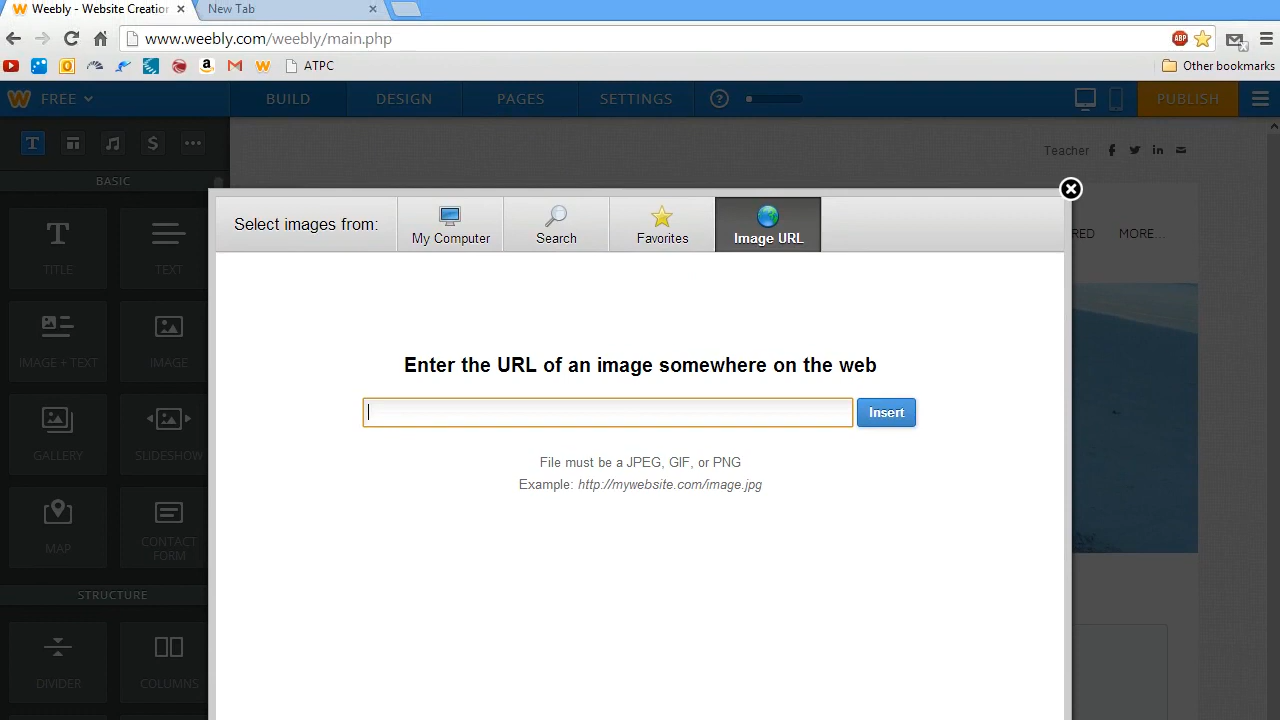 Weebly - Website Creation
New Tab
www.weebly.com/weebly/main.php
ABP
ATPC
Other bookmarks
FREE
BUILD
DESIGN
PAGES
SETTINGS
PUBLISH
Teacher
BASIC
Select images from:
My Computer
Search
Favorites
Image URL
MORE...
TITLE
TEXT
Enter the URL of an image somewhere on the web
IMAGE + TEXT
IMAGE
Insert
GALLERY
SLIDESHOW
File must be a JPEG, GIF, or PNG
Example: http://mywebsite.com/image.jpg
MAP
CONTACT
FORM
STRUCTURE
DIVIDER
COLUMNS